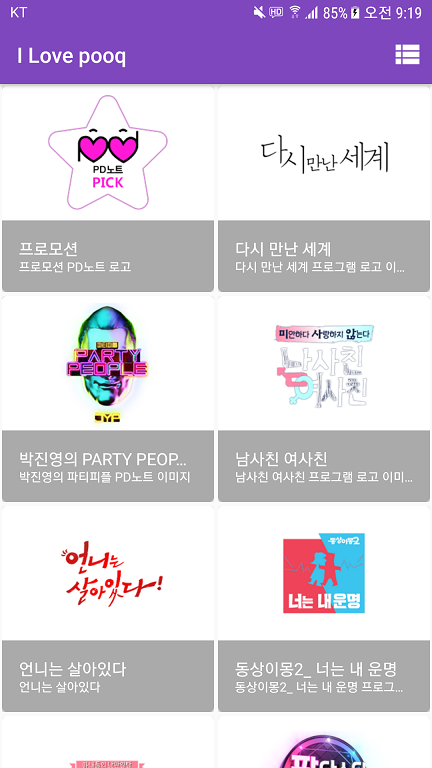 KT
HD
85%
오전 9:19
I Love pooq
PD노트
PICK
프로모션
프로모션 PD노트 로고
다시 만난 세계
다시 만난 세계
다시 만난 세계 프로그램 로고 이...
PARTY
PEOPLE
JYP
박진영의 PARTY PEOP...
박진영의 파티피플 PD노트 이미지
미안하다 사랑하지 않는다
남사친
여사친
남사친 여사친
남사친 여사친 프로그램 로고 이미...
언니는
살아있다!
언니는 살아있다
언니는 살아있다
동상이몽2
너는 내 운명
동상이몽2_ 너는 내 운명
동상이몽2_ 너는 내 운명 프로그...